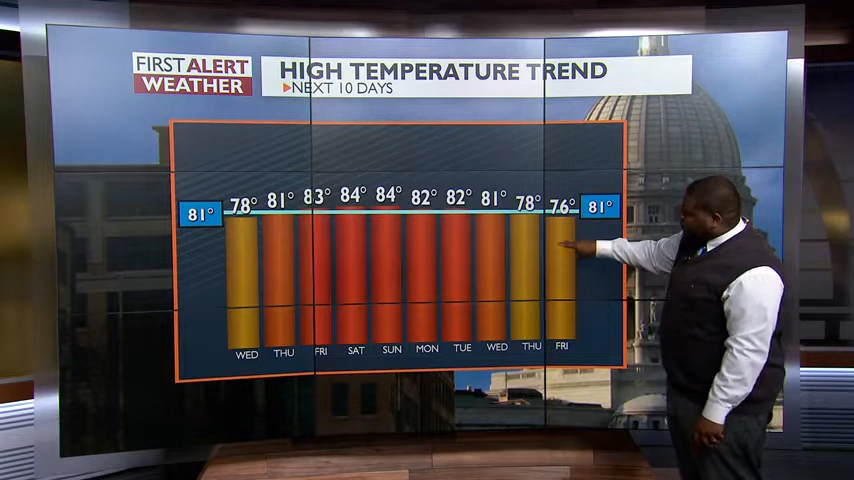 FIRST ALERT
WEATHER
HIGH TEMPERATURE TREND
NEXT 10 DAYS
78° 81° 83° 84° 84° 82° 82° 81° 78° 76°
81° 81°
WED THU FRI SAT SUN MON TUE WED THU FRI